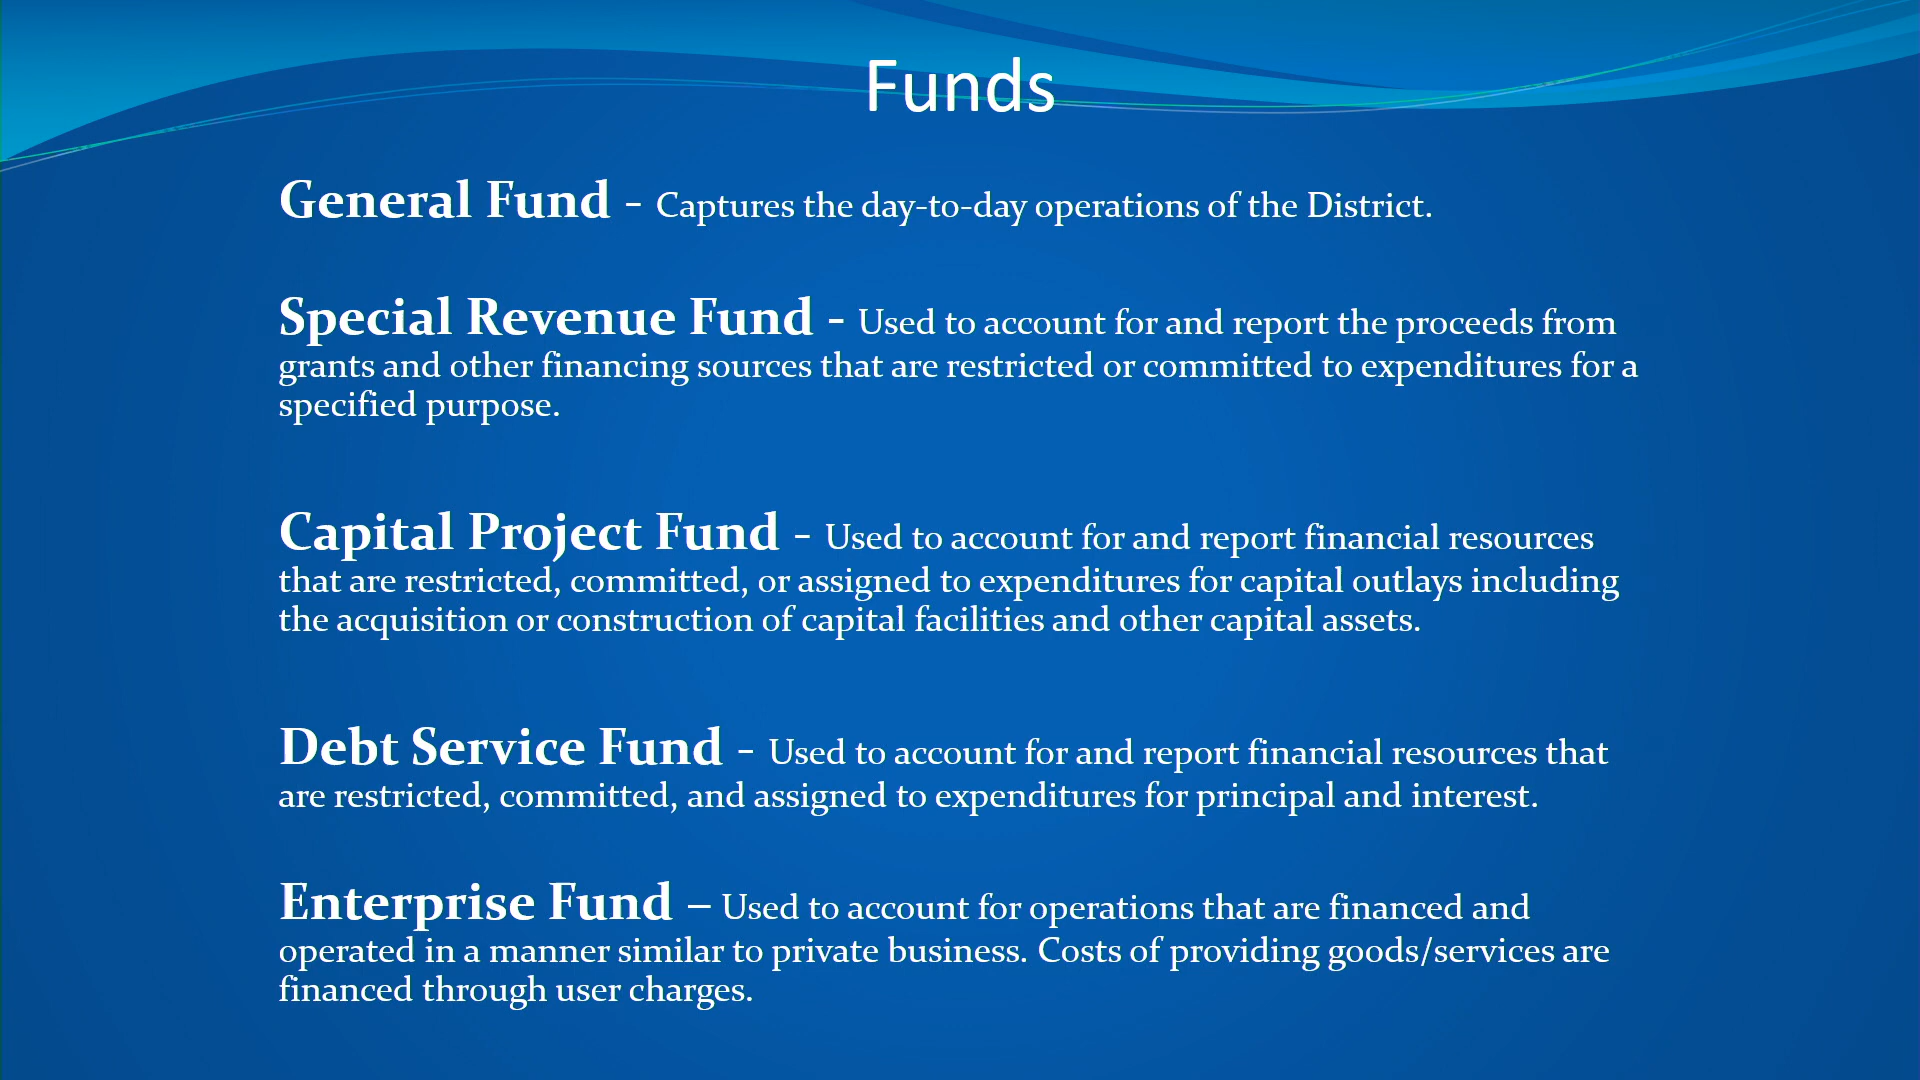 Funds
General Fund - Captures the day-to-day operations of the District.
Special Revenue Fund - Used to account for and report the proceeds from
grants and other financing sources that are restricted or committed to expenditures for a
specified purpose.
Capital Project Fund - Used to account for and report financial resources
that are restricted, committed, or assigned to expenditures for capital outlays including
the acquisition or construction of capital facilities and other capital assets.
Debt Service Fund - Used to account for and report financial resources that
are restricted, committed, and assigned to expenditures for principal and interest.
Enterprise Fund – Used to account for operations that are financed and
operated in a manner similar to private business. Costs of providing goods/services are
financed through user charges.